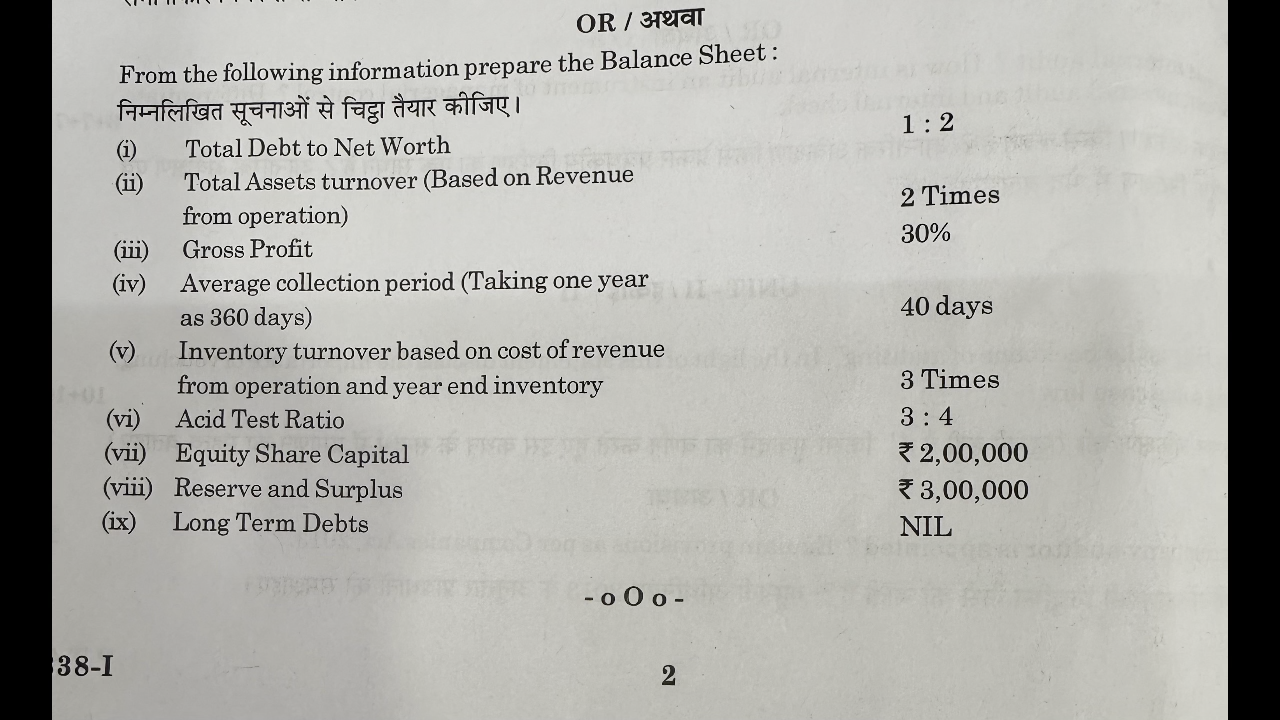 OR / अथवा
From the following information prepare the Balance Sheet :
निम्नलिखित सूचनाओं से चिट्ठा तैयार कीजिए।
(i) Total Debt to Net Worth 1 : 2
(ii) Total Assets turnover (Based on Revenue
from operation) 2 Times
(iii) Gross Profit 30%
(iv) Average collection period (Taking one year
as 360 days) 40 days
(v) Inventory turnover based on cost of revenue
from operation and year end inventory 3 Times
(vi) Acid Test Ratio 3 : 4
(vii) Equity Share Capital ₹ 2,00,000
(viii) Reserve and Surplus ₹ 3,00,000
(ix) Long Term Debts NIL
- o O o -
38-I 2